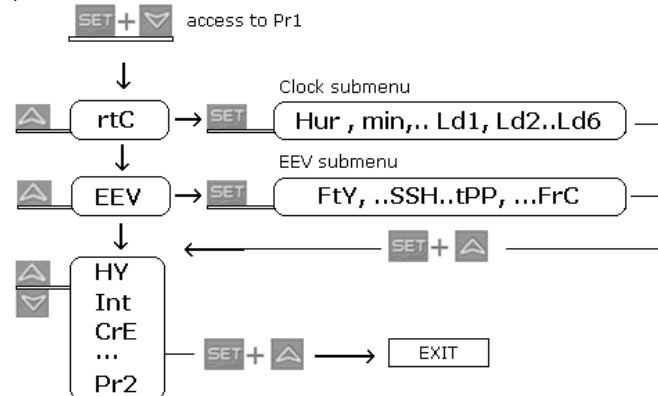 SET + access to Pr1
Clock submenu
rtC SET Hur , min,.. Ld1, Ld2..Ld6
EEV submenu
EEV SET FtY, ..SSH..tPP, ...FrC
SET +
HY
Int
CrE
...
SET + EXIT
Pr2